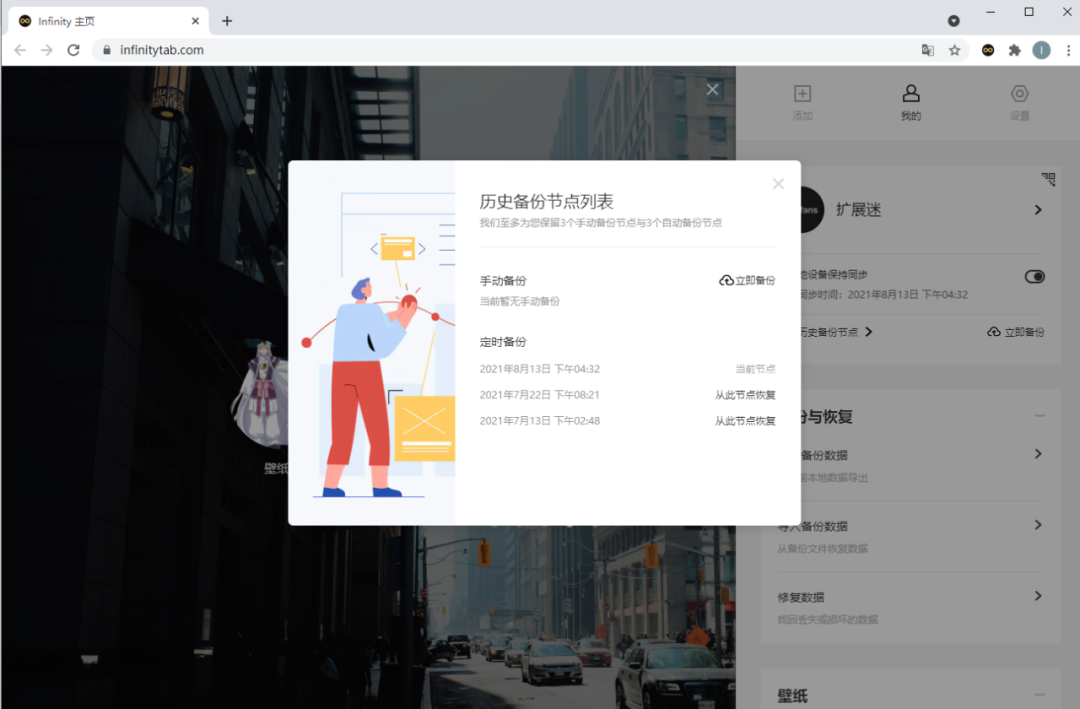 Infinity 主页
infinitytab.com
添加
我的
设置
历史备份节点列表
我们至多为您保留3个手动备份节点与3个自动备份节点
手动备份
立即备份
当前暂无手动备份
定时备份
2021年8月13日 下午04:32
当前节点
2021年7月22日 下午08:21
从此节点恢复
2021年7月13日 下午02:48
从此节点恢复
壁纸
ans
扩展迷
设备保持同步
同步时间：2021年8月13日 下午04:32
历史备份节点
立即备份
与恢复
备份数据
本地数据导出
导入备份数据
从备份文件恢复数据
修复数据
找回丢失或损坏的数据
壁纸